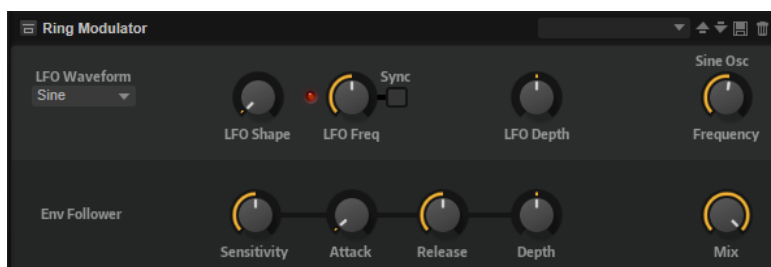 Ring Modulator
LFO Waveform
Sine
Sync
Sine Osc
LFO Shape
LFO Freq
LFO Depth
Frequency
Env Follower
Sensitivity
Attack
Release
Depth
Mix